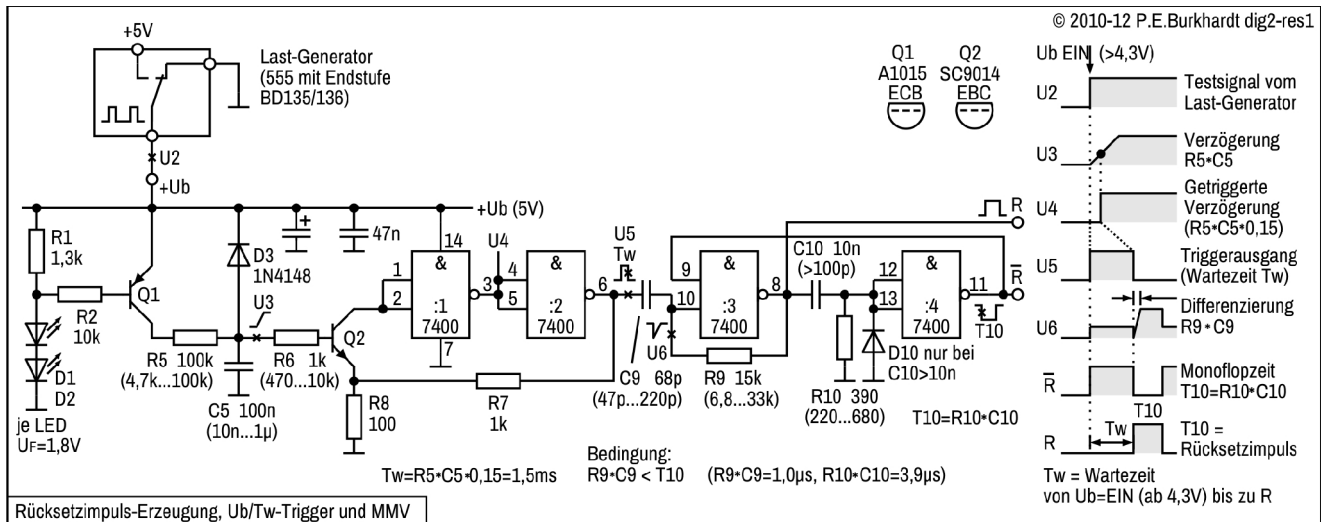 © 2010-12 P.E.Burkhardt dig2-res1
+5V
Last-Generator
(555 mit Endstufe
BD135/136)
U2
+Ub
Q1
A1015
ECB
Q2
SC9014
EBC
+Ub (5V)
R1
1,3k
R2
10k
Q1
D3
1N4148
U3
47n
R5 100k
(4,7k...100k)
R6 1k
(470...10k)
Q2
C5 100n
(10n...1µ)
D1
D2
je LED
UF=1,8V
R8
100
R7
1k
14
1
2
&
:1
7400
7
3
U4
4
5
&
:2
7400
6
U5
Tw
U6
C9 68p
(47p...220p)
9
10
&
:3
7400
8
R9 15k
(6,8...33k)
C10 10n
(>100p)
12
13
&
:4
7400
11
T10
R
R̅
D10 nur bei
C10>10n
R10 390
(220...680)
T10=R10*C10
Tw=R5*C5*0,15=1,5ms
Bedingung:
R9*C9 < T10 (R9*C9=1,0µs, R10*C10=3,9µs)
Rücksetzimpuls-Erzeugung, Ub/Tw-Trigger und MMV
Ub EIN (>4,3V)
U2
Testsignal vom
Last-Generator
U3
Verzögerung
R5*C5
U4
Getriggerte
Verzögerung
(R5*C5*0,15)
U5
Triggerausgang
(Wartezeit Tw)
U6
Differenzierung
R9*C9
R̅
Monoflopzeit
T10=R10*C10
T10
R
Tw
T10 =
Rücksetzimpuls
Tw = Wartezeit
von Ub=EIN (ab 4,3V) bis zu R